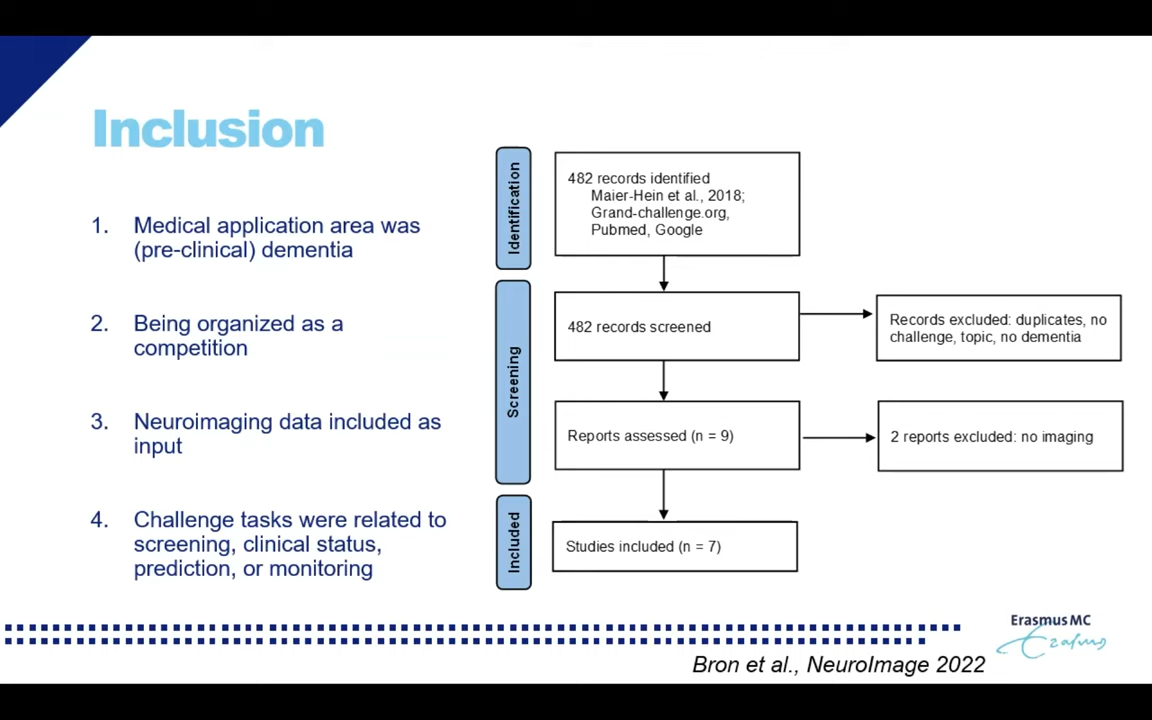 Inclusion
1. Medical application area was
(pre-clinical) dementia
2. Being organized as a
competition
3. Neuroimaging data included as
input
4. Challenge tasks were related to
screening, clinical status,
prediction, or monitoring
Identification
482 records identified
Maier-Hein et al., 2018;
Grand-challenge.org,
Pubmed, Google
Screening
482 records screened
Records excluded: duplicates, no
challenge, topic, no dementia
Reports assessed (n = 9)
2 reports excluded: no imaging
Included
Studies included (n = 7)
Erasmus MC
Erasmus
Bron et al., NeuroImage 2022